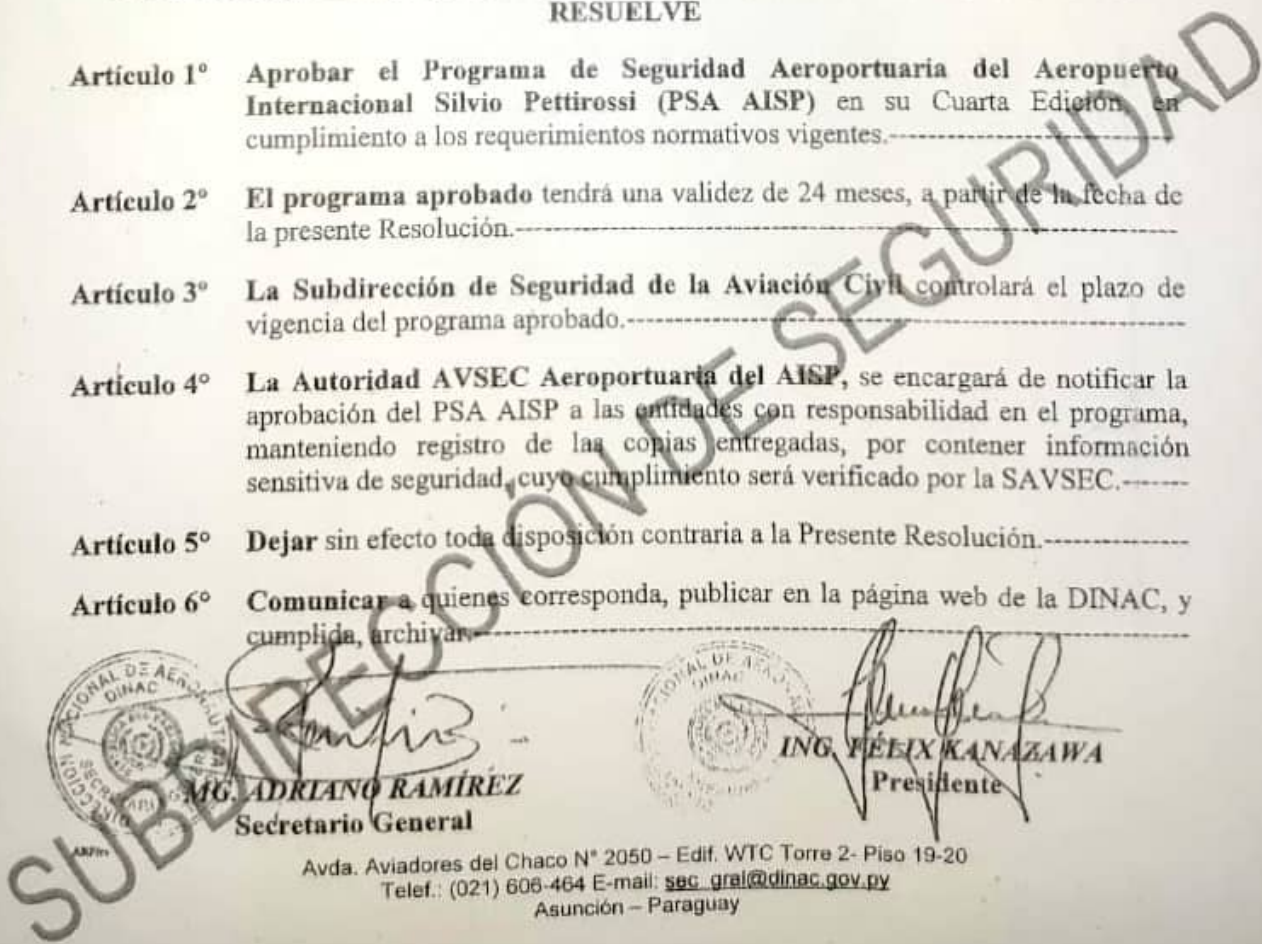 RESUELVE
Artículo 1° Aprobar el Programa de Seguridad Aeroportuaria del Aeropuerto
Internacional Silvio Pettirossi (PSA AISP) en su Cuarta Edición, en
cumplimiento a los requerimientos normativos vigentes.-
Artículo 2° El programa aprobado tendrá una validez de 24 meses, a partir de la fecha de
la presente Resolución.-
Artículo 3° La Subdirección de Seguridad de la Aviación Civil controlará el plazo de
vigencia del programa aprobado.-
Artículo 4° La Autoridad AVSEC Aeroportuaria del AISP, se encargará de notificar la
aprobación del PSA AISP a las entidades con responsabilidad en el programa,
manteniendo registro de las copias entregadas, por contener información
sensitiva de seguridad, cuyo cumplimiento será verificado por la SAVSEC.-
Artículo 5° Dejar sin efecto toda disposición contraria a la Presente Resolución.-
Artículo 6° Comunicar a quienes corresponda, publicar en la página web de la DINAC, y
cumplida, archivar.-
DINAC
MG. ADRIANO RAMÍREZ
Secretario General
ING. FÉLIX KANAZAWA
Presidente
Avda. Aviadores del Chaco N° 2050 – Edif. WTC Torre 2- Piso 19-20
Telef.: (021) 606-464 E-mail: sec_gral@dinac.gov.py
Asunción – Paraguay
SUBDIRECCIÓN DE SEGURIDAD